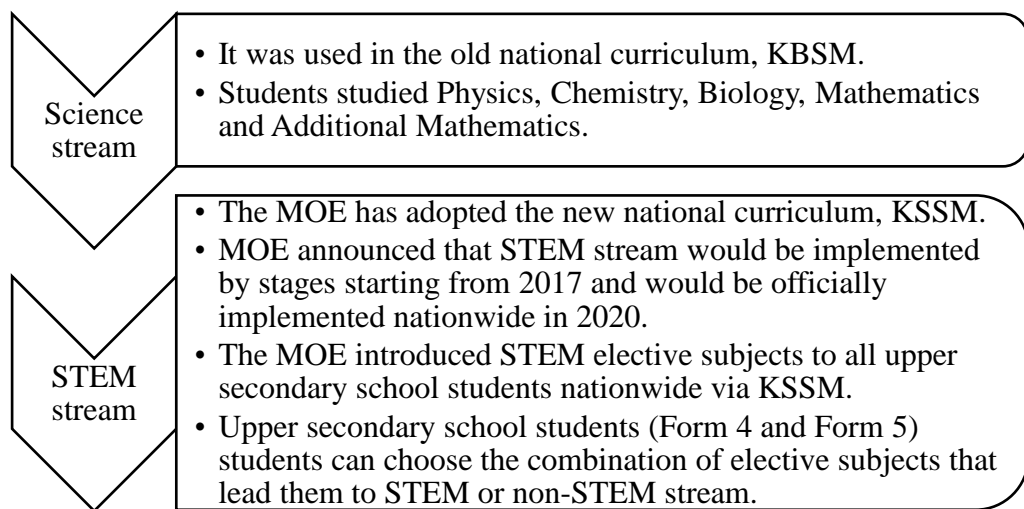 Science
stream
• It was used in the old national curriculum, KBSM.
• Students studied Physics, Chemistry, Biology, Mathematics
and Additional Mathematics.
STEM
stream
• The MOE has adopted the new national curriculum, KSSM.
• MOE announced that STEM stream would be implemented
by stages starting from 2017 and would be officially
implemented nationwide in 2020.
• The MOE introduced STEM elective subjects to all upper
secondary school students nationwide via KSSM.
• Upper secondary school students (Form 4 and Form 5)
students can choose the combination of elective subjects that
lead them to STEM or non-STEM stream.